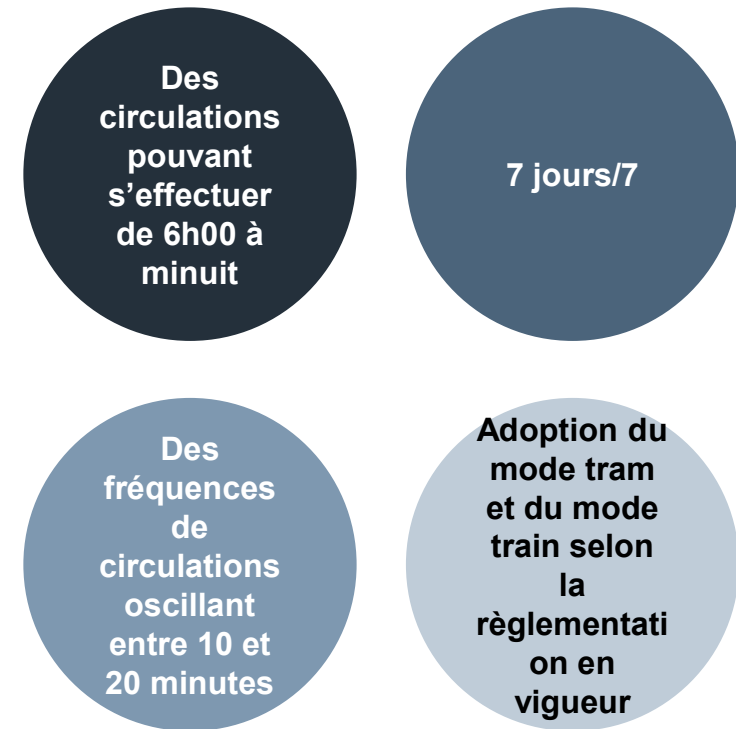 Des
circulations
pouvant
s’effectuer
de 6h00 à
minuit
7 jours/7
Des
fréquences
de
circulations
oscillant
entre 10 et
20 minutes
Adoption du
mode tram
et du mode
train selon
la
règlementati
on en
vigueur